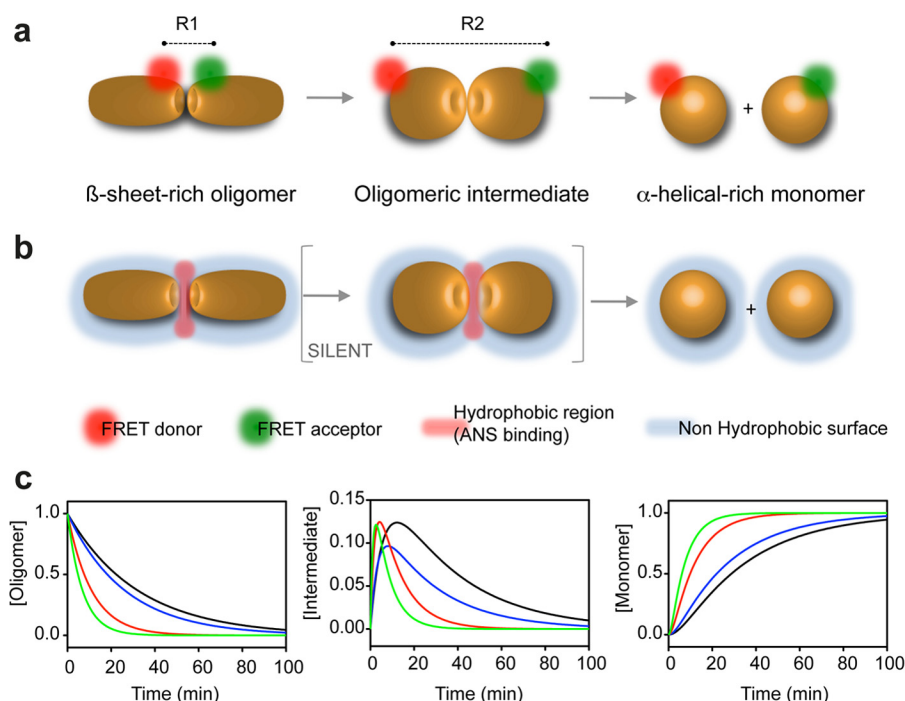 a
R1
R2
+
ß-sheet-rich oligomer
Oligomeric intermediate
α-helical-rich monomer
b
+
SILENT
FRET donor
FRET acceptor
Hydrophobic region
(ANS binding)
Non Hydrophobic surface
c
[Oligomer]
1.0
0.5
0.0
0 20 40 60 80 100
Time (min)
[Intermediate]
0.15
0.10
0.05
0.00
0 20 40 60 80 100
Time (min)
[Monomer]
1.0
0.5
0.0
0 20 40 60 80 100
Time (min)